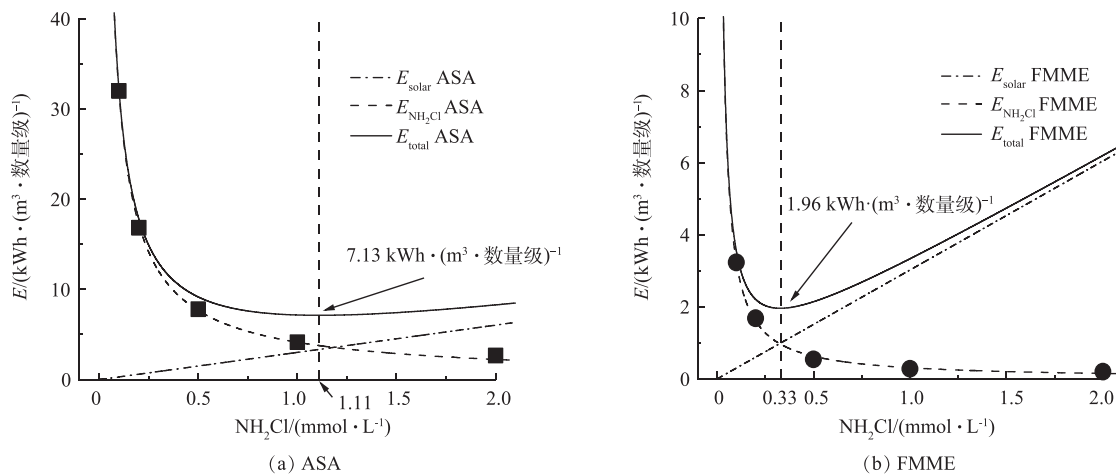 40
30
20
10
0
E/(kWh·(m³·数量级)⁻¹
E_solar ASA
E_NH₂Cl ASA
E_total ASA
7.13 kWh·(m³·数量级)⁻¹
1.11
0 0.5 1.0 1.5 2.0
NH₂Cl/(mmol·L⁻¹)
(a) ASA
10
8
6
4
2
0
E/(kWh·(m³·数量级)⁻¹
E_solar FMME
E_NH₂Cl FMME
E_total FMME
1.96 kWh·(m³·数量级)⁻¹
0 0.33 0.5 1.0 1.5 2.0
NH₂Cl/(mmol·L⁻¹)
(b) FMME